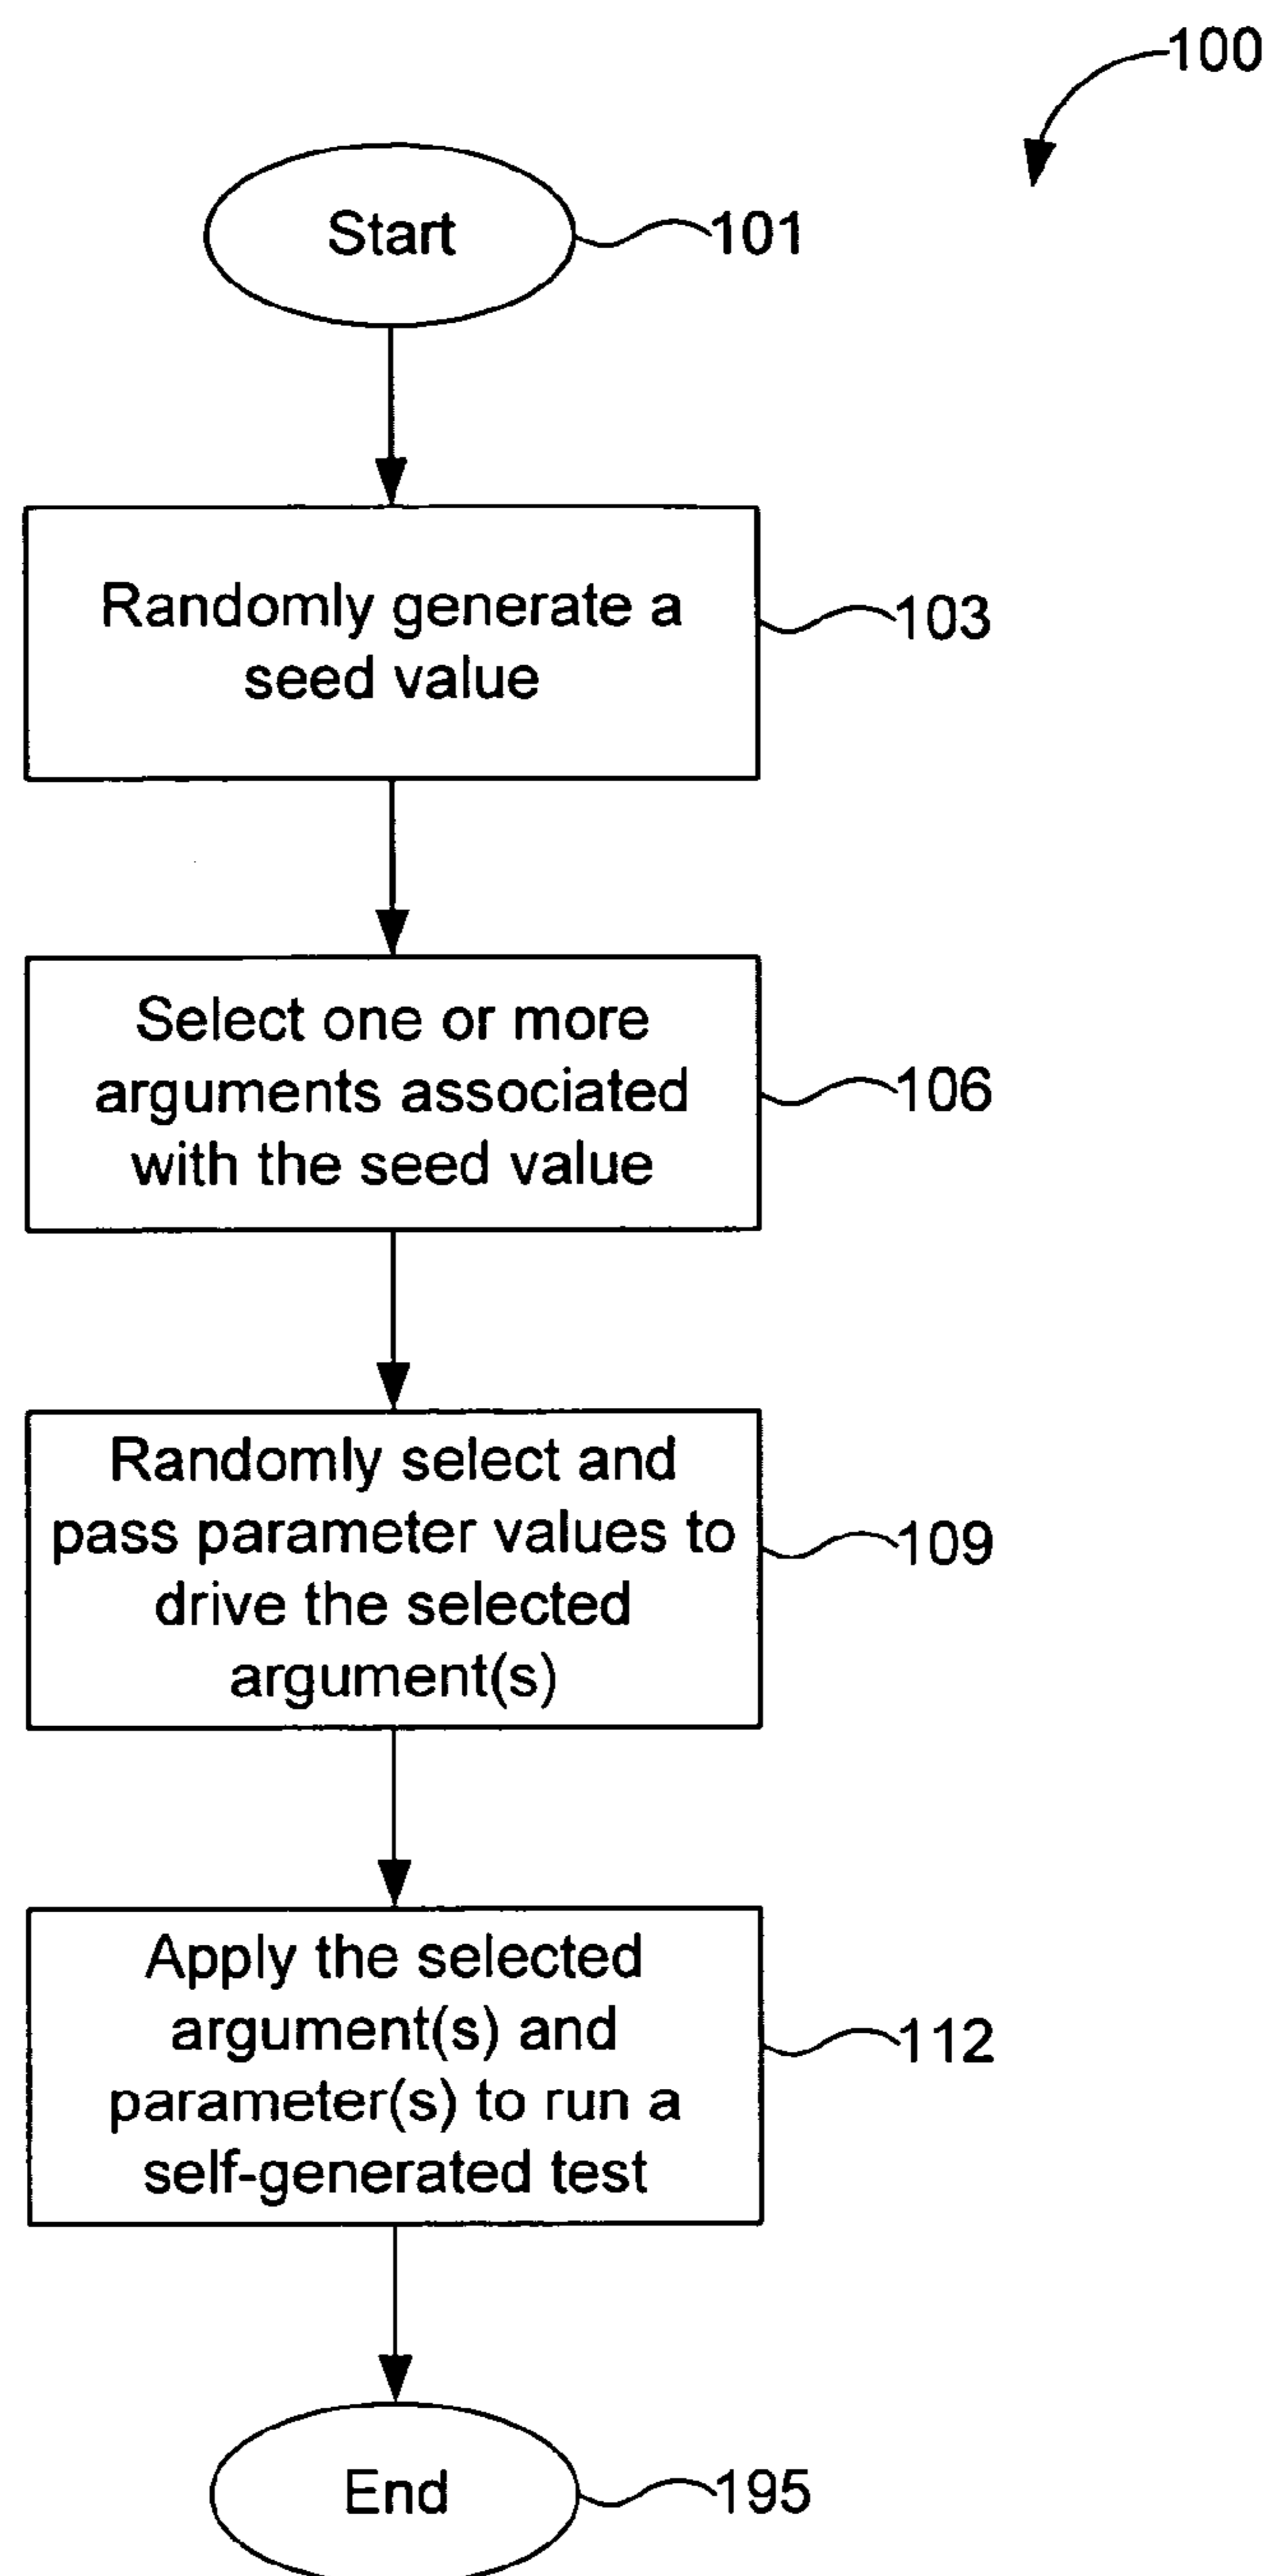 100
Start
101
Randomly generate a
seed value
103
Select one or more
arguments associated
with the seed value
106
Randomly select and
pass parameter values to
drive the selected
argument(s)
109
Apply the selected
argument(s) and
parameter(s) to run a
self-generated test
112
End
195